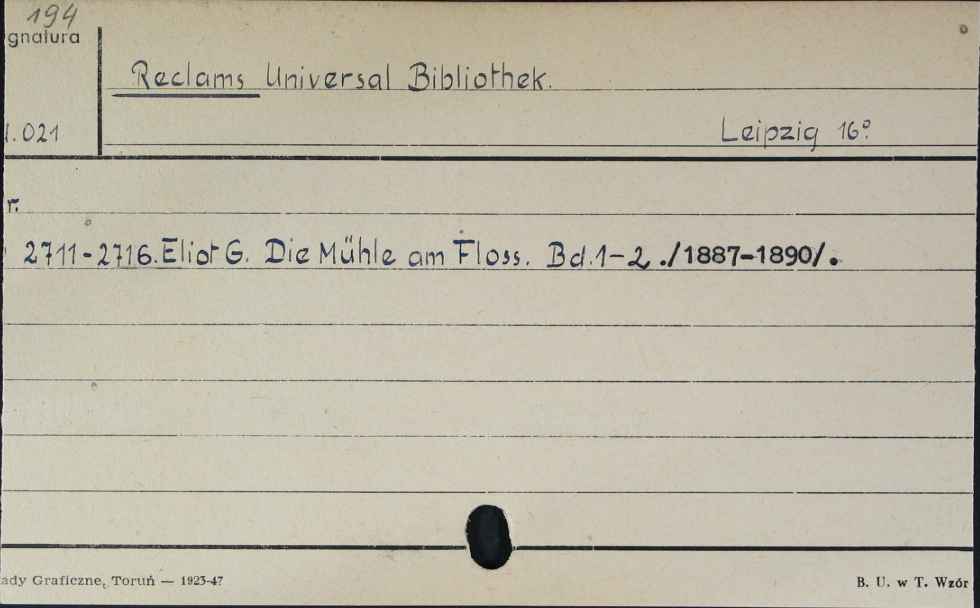 194
gnatura
Reclams Universal Bibliothek.
1.021
Leipzig 16º
r.
2711-2716. Eliot G. Die Mühle am Floss. Bd. 1-2 ./1887-1890/.
ady Graficzne, Toruń — 1923-47
B. U. w T. Wzór